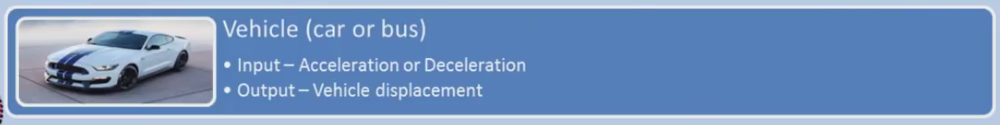 Vehicle (car or bus)
• Input – Acceleration or Deceleration
• Output – Vehicle displacement